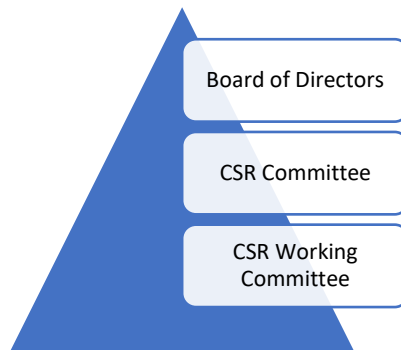 Board of Directors
CSR Committee
CSR Working
Committee